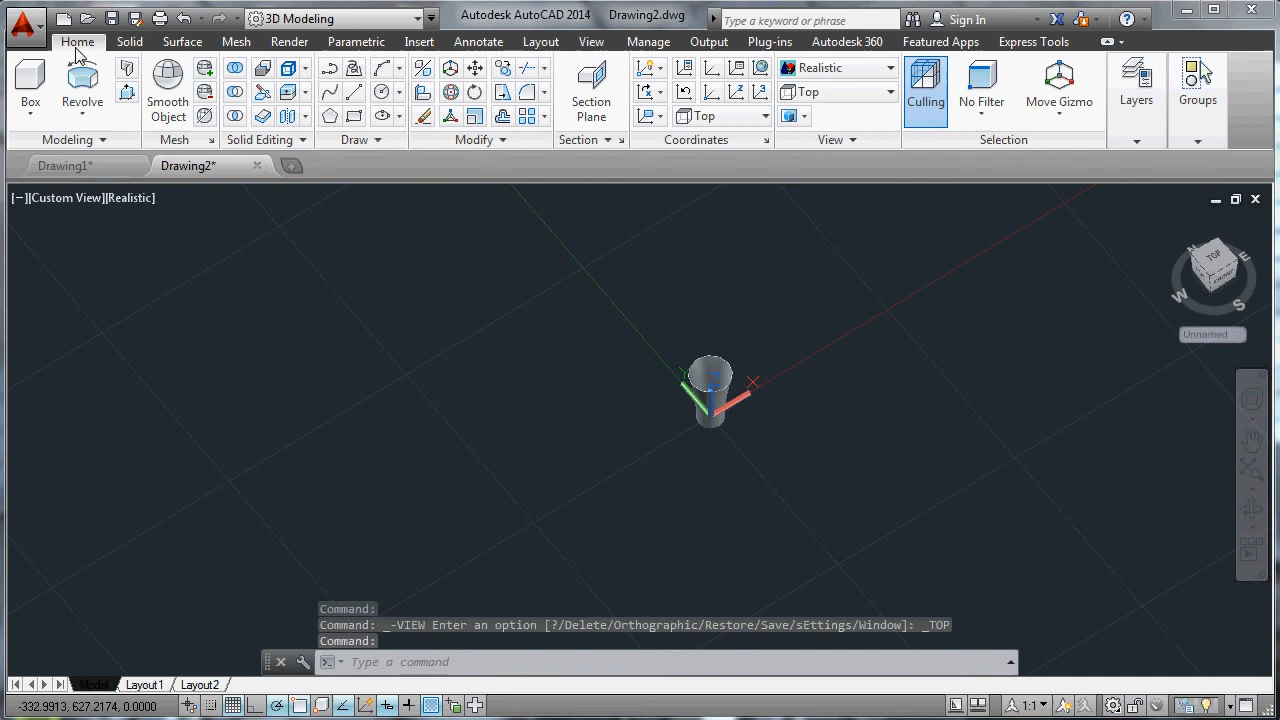 3D Modeling
Autodesk AutoCAD 2014 Drawing2.dwg
Type a keyword or phrase
Sign In
Home Solid Surface Mesh Render Parametric Insert Annotate Layout View Manage Output Plug-ins Autodesk 360 Featured Apps Express Tools
Box
Revolve
Smooth
Object
Section
Plane
Realistic
Top
Top
Culling
No Filter
Move Gizmo
Layers
Groups
Modeling Mesh Solid Editing Draw Modify Section Coordinates View Selection
Drawing1* Drawing2*
[−][Custom View][Realistic]
N
E
TOP
FRONT
W
S
Unnamed
Y
X
Command:
Command: _-VIEW Enter an option [?/Delete/Orthographic/Restore/Save/sEttings/Window]: _TOP
Command:
Type a command
Model Layout1 Layout2
-332.9913, 627.2174, 0.0000
1:1